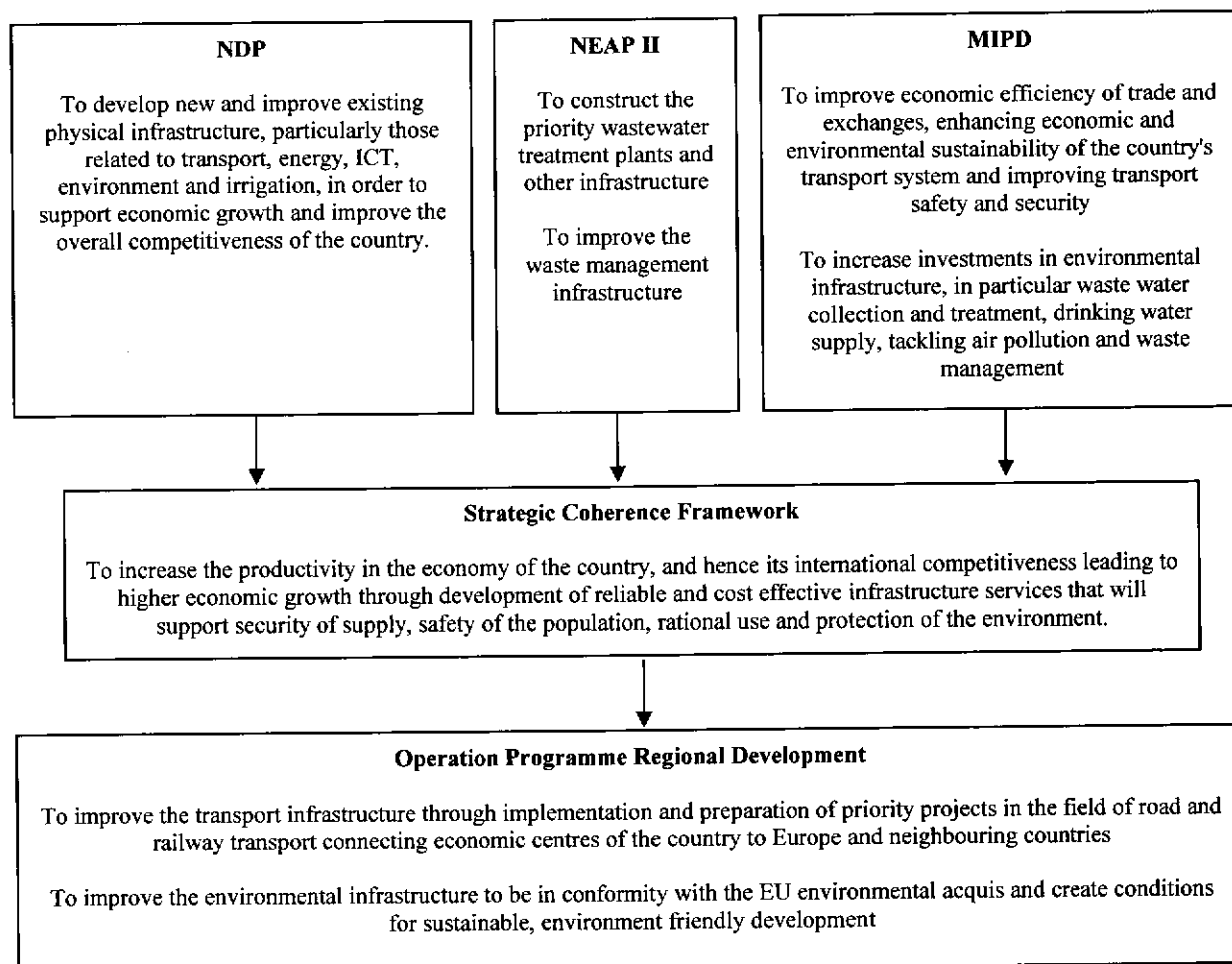 NDP
To develop new and improve existing
physical infrastructure, particularly those
related to transport, energy, ICT,
environment and irrigation, in order to
support economic growth and improve the
overall competitiveness of the country.
NEAP II
To construct the
priority wastewater
treatment plants and
other infrastructure
To improve the
waste management
infrastructure
MIPD
To improve economic efficiency of trade and
exchanges, enhancing economic and
environmental sustainability of the country's
transport system and improving transport
safety and security
To increase investments in environmental
infrastructure, in particular waste water
collection and treatment, drinking water
supply, tackling air pollution and waste
management
Strategic Coherence Framework
To increase the productivity in the economy of the country, and hence its international competitiveness leading to
higher economic growth through development of reliable and cost effective infrastructure services that will
support security of supply, safety of the population, rational use and protection of the environment.
Operation Programme Regional Development
To improve the transport infrastructure through implementation and preparation of priority projects in the field of road and
railway transport connecting economic centres of the country to Europe and neighbouring countries
To improve the environmental infrastructure to be in conformity with the EU environmental acquis and create conditions
for sustainable, environment friendly development